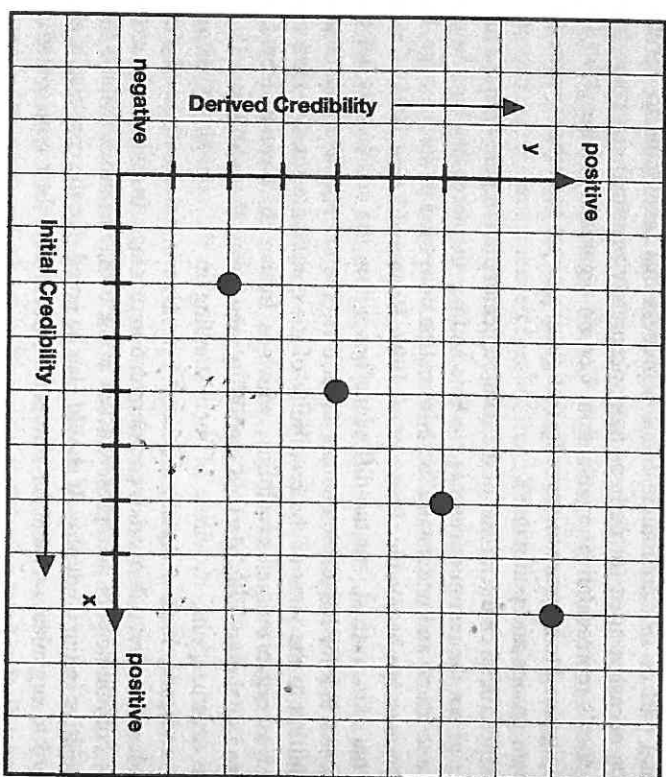 positive
y
Derived Credibility
negative
x
positive
Initial Credibility